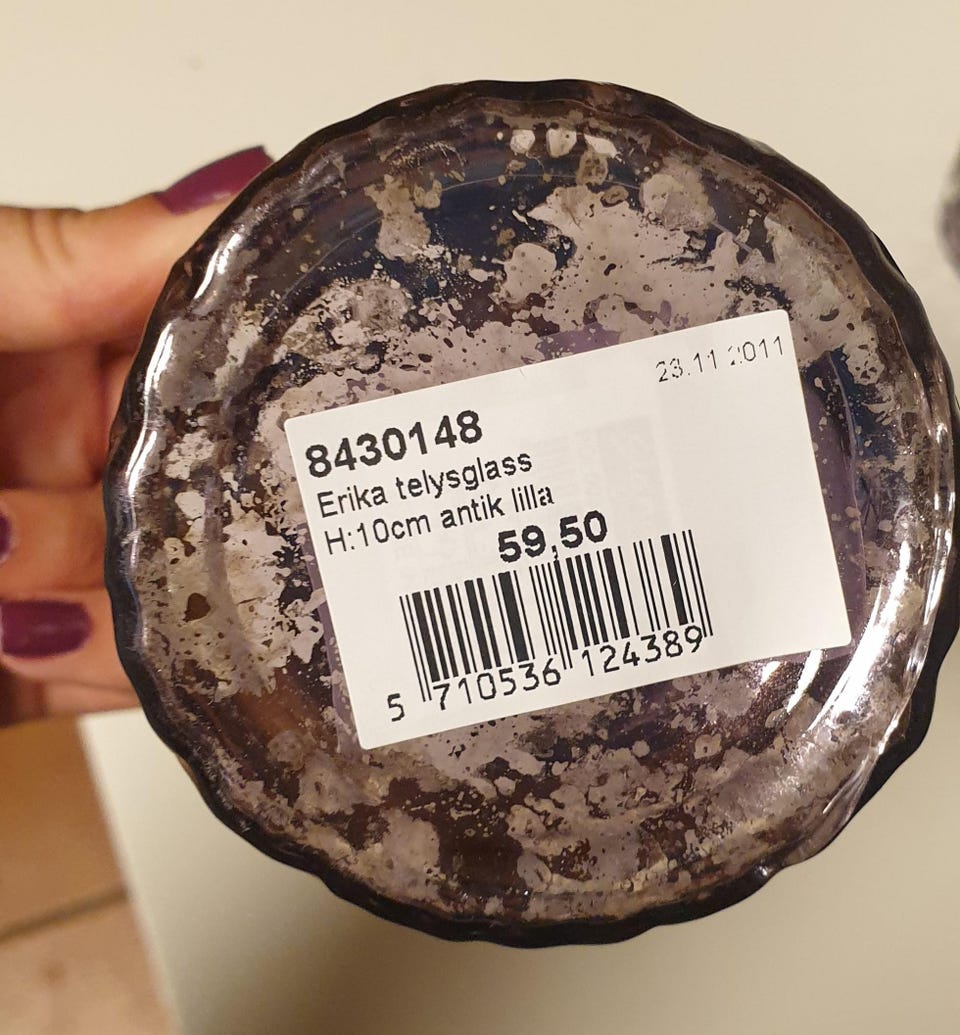 23.11 2011
8430148
Erika telysglass
H:10cm antik lilla
59,50
5 710536 124389